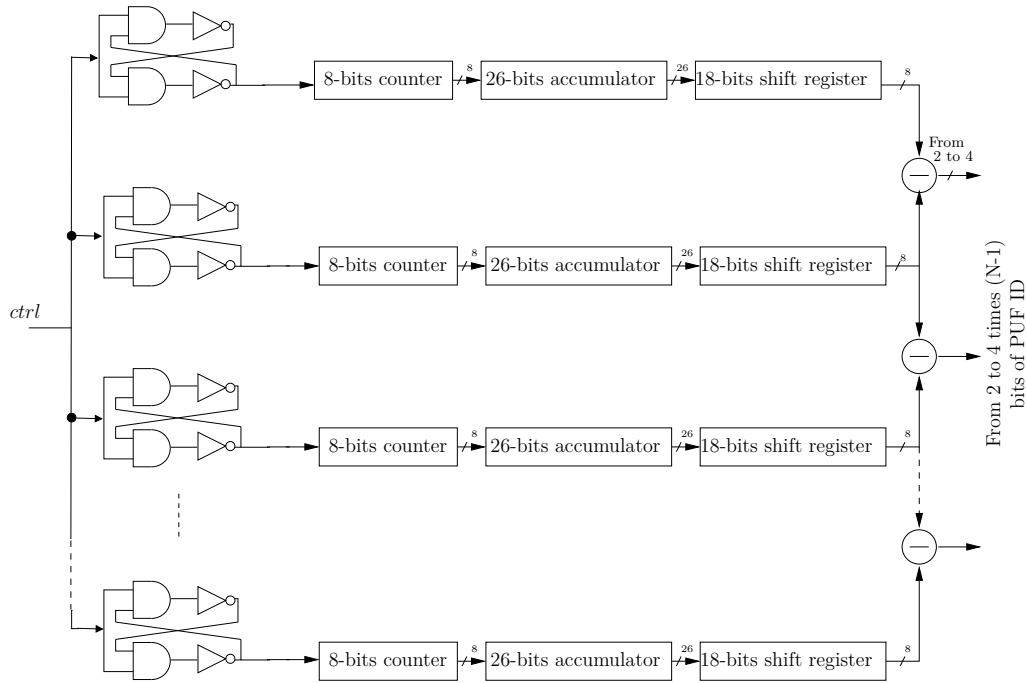 8-bits counter
8
26-bits accumulator
26
18-bits shift register
8
From
2 to 4
8-bits counter
8
26-bits accumulator
26
18-bits shift register
8
ctrl
From 2 to 4 times (N-1)
bits of PUF ID
8-bits counter
8
26-bits accumulator
26
18-bits shift register
8
8-bits counter
8
26-bits accumulator
26
18-bits shift register
8